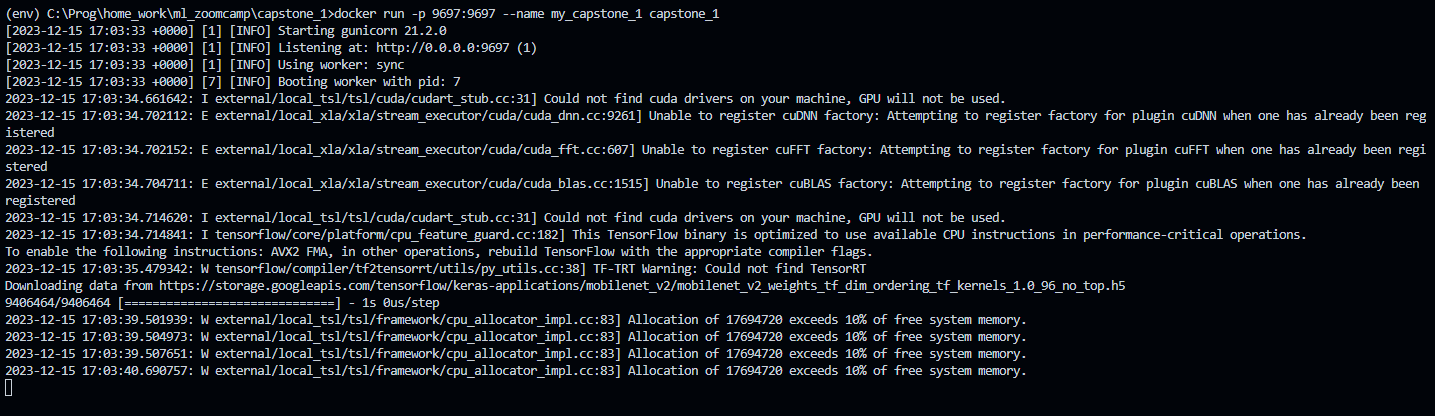 (env) C:\Prog\home_work\ml_zoomcamp\capstone_1>docker run -p 9697:9697 --name my_capstone_1 capstone_1
[2023-12-15 17:03:33 +0000] [1] [INFO] Starting gunicorn 21.2.0
[2023-12-15 17:03:33 +0000] [1] [INFO] Listening at: http://0.0.0.0:9697 (1)
[2023-12-15 17:03:33 +0000] [1] [INFO] Using worker: sync
[2023-12-15 17:03:33 +0000] [7] [INFO] Booting worker with pid: 7
2023-12-15 17:03:34.661642: I external/local_tsl/tsl/cuda/cudart_stub.cc:31] Could not find cuda drivers on your machine, GPU will not be used.
2023-12-15 17:03:34.702112: E external/local_xla/xla/stream_executor/cuda/cuda_dnn.cc:9261] Unable to register cuDNN factory: Attempting to register factory for plugin cuDNN when one has already been reg
istered
2023-12-15 17:03:34.702152: E external/local_xla/xla/stream_executor/cuda/cuda_fft.cc:607] Unable to register cuFFT factory: Attempting to register factory for plugin cuFFT when one has already been regi
stered
2023-12-15 17:03:34.704711: E external/local_xla/xla/stream_executor/cuda/cuda_blas.cc:1515] Unable to register cuBLAS factory: Attempting to register factory for plugin cuBLAS when one has already been
registered
2023-12-15 17:03:34.714620: I external/local_tsl/tsl/cuda/cudart_stub.cc:31] Could not find cuda drivers on your machine, GPU will not be used.
2023-12-15 17:03:34.714841: I tensorflow/core/platform/cpu_feature_guard.cc:182] This TensorFlow binary is optimized to use available CPU instructions in performance-critical operations.
To enable the following instructions: AVX2 FMA, in other operations, rebuild TensorFlow with the appropriate compiler flags.
2023-12-15 17:03:35.479342: W tensorflow/compiler/tf2tensorrt/utils/py_utils.cc:38] TF-TRT Warning: Could not find TensorRT
Downloading data from https://storage.googleapis.com/tensorflow/keras-applications/mobilenet_v2/mobilenet_v2_weights_tf_dim_ordering_tf_kernels_1.0_96_no_top.h5
9406464/9406464 [==============================] - 1s 0us/step
2023-12-15 17:03:39.501939: W external/local_tsl/tsl/framework/cpu_allocator_impl.cc:83] Allocation of 17694720 exceeds 10% of free system memory.
2023-12-15 17:03:39.504973: W external/local_tsl/tsl/framework/cpu_allocator_impl.cc:83] Allocation of 17694720 exceeds 10% of free system memory.
2023-12-15 17:03:39.507651: W external/local_tsl/tsl/framework/cpu_allocator_impl.cc:83] Allocation of 17694720 exceeds 10% of free system memory.
2023-12-15 17:03:40.690757: W external/local_tsl/tsl/framework/cpu_allocator_impl.cc:83] Allocation of 17694720 exceeds 10% of free system memory.